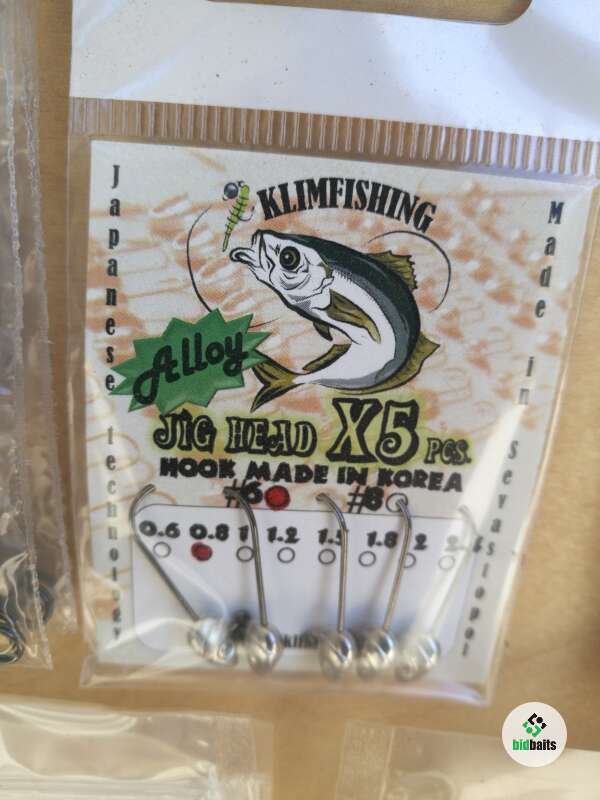 KLIMFISHING
Japanese technology
Made in Sevastopol
Alloy
JIG HEAD X5 PCS.
HOOK MADE IN KOREA
#6 #8
0.6 0.8 1 1.2 1.5 1.8 2
bidbaits